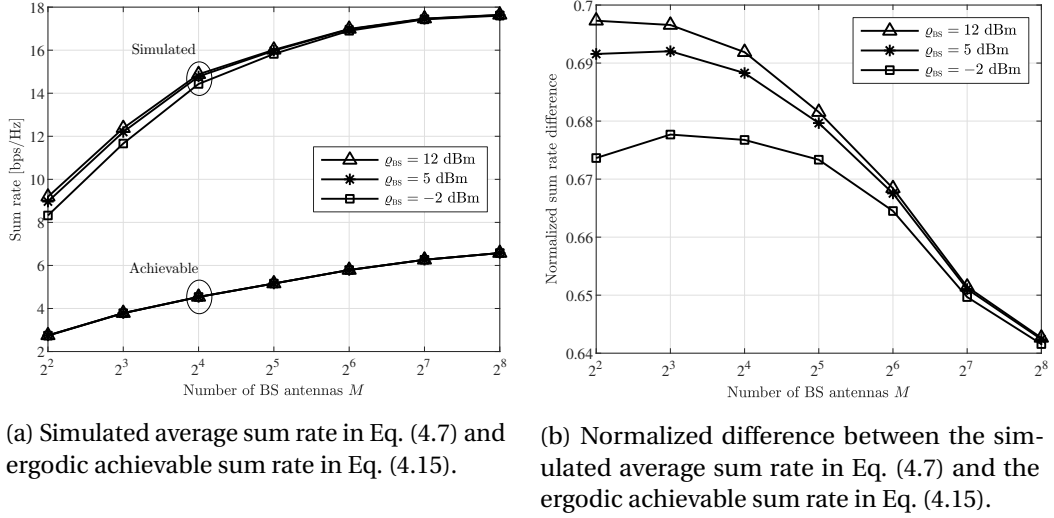 18
16
14
12
10
8
6
4
2
Sum rate [bps/Hz]
Simulated
Achievable
ϱBS = 12 dBm
ϱBS = 5 dBm
ϱBS = −2 dBm
2^2 2^3 2^4 2^5 2^6 2^7 2^8
Number of BS antennas M
(a) Simulated average sum rate in Eq. (4.7) and
ergodic achievable sum rate in Eq. (4.15).
0.7
0.69
0.68
0.67
0.66
0.65
0.64
Normalized sum rate difference
ϱBS = 12 dBm
ϱBS = 5 dBm
ϱBS = −2 dBm
2^2 2^3 2^4 2^5 2^6 2^7 2^8
Number of BS antennas M
(b) Normalized difference between the sim-
ulated average sum rate in Eq. (4.7) and the
ergodic achievable sum rate in Eq. (4.15).